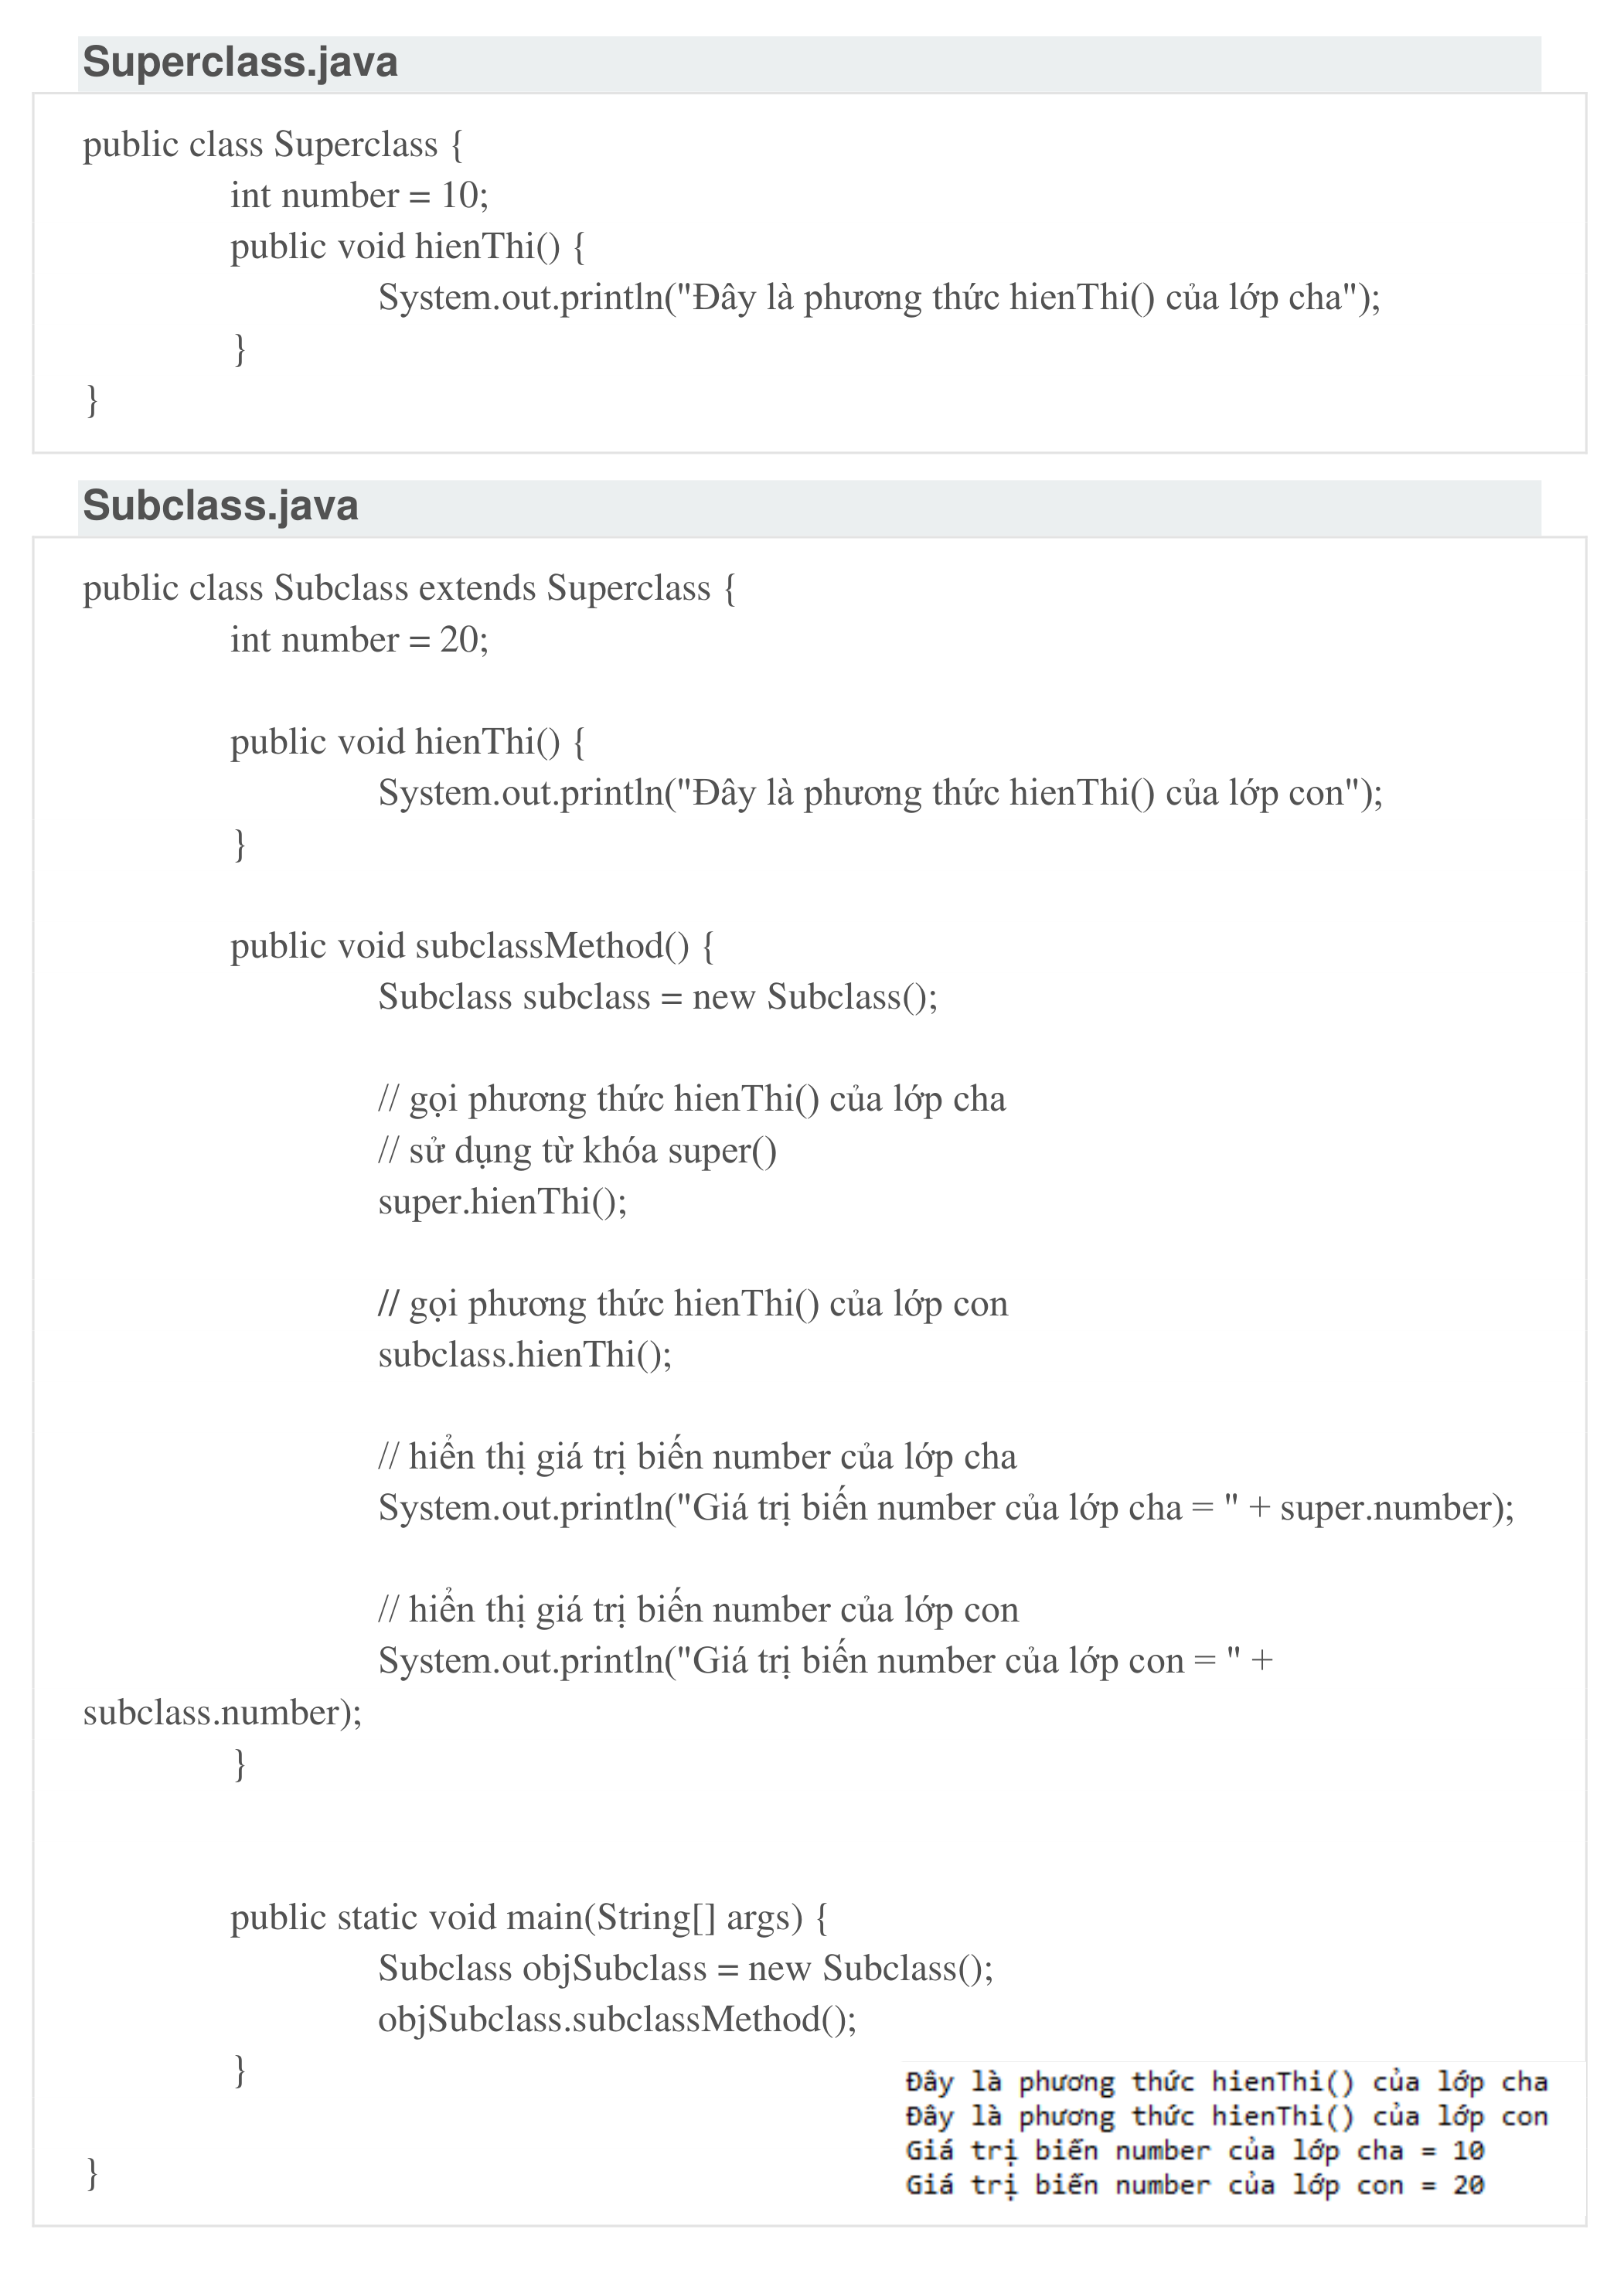 Superclass.java
public class Superclass {
int number = 10;
public void hienThi() {
System.out.println("Đây là phương thức hienThi() của lớp cha");
}
}
Subclass.java
public class Subclass extends Superclass {
int number = 20;
public void hienThi() {
System.out.println("Đây là phương thức hienThi() của lớp con");
}
public void subclassMethod() {
Subclass subclass = new Subclass();
// gọi phương thức hienThi() của lớp cha
// sử dụng từ khóa super()
super.hienThi();
// gọi phương thức hienThi() của lớp con
subclass.hienThi();
// hiển thị giá trị biến number của lớp cha
System.out.println("Giá trị biến number của lớp cha = " + super.number);
// hiển thị giá trị biến number của lớp con
System.out.println("Giá trị biến number của lớp con = " +
subclass.number);
}
public static void main(String[] args) {
Subclass objSubclass = new Subclass();
objSubclass.subclassMethod();
}
}
Đây là phương thức hienThi() của lớp cha
Đây là phương thức hienThi() của lớp con
Giá trị biến number của lớp cha = 10
Giá trị biến number của lớp con = 20